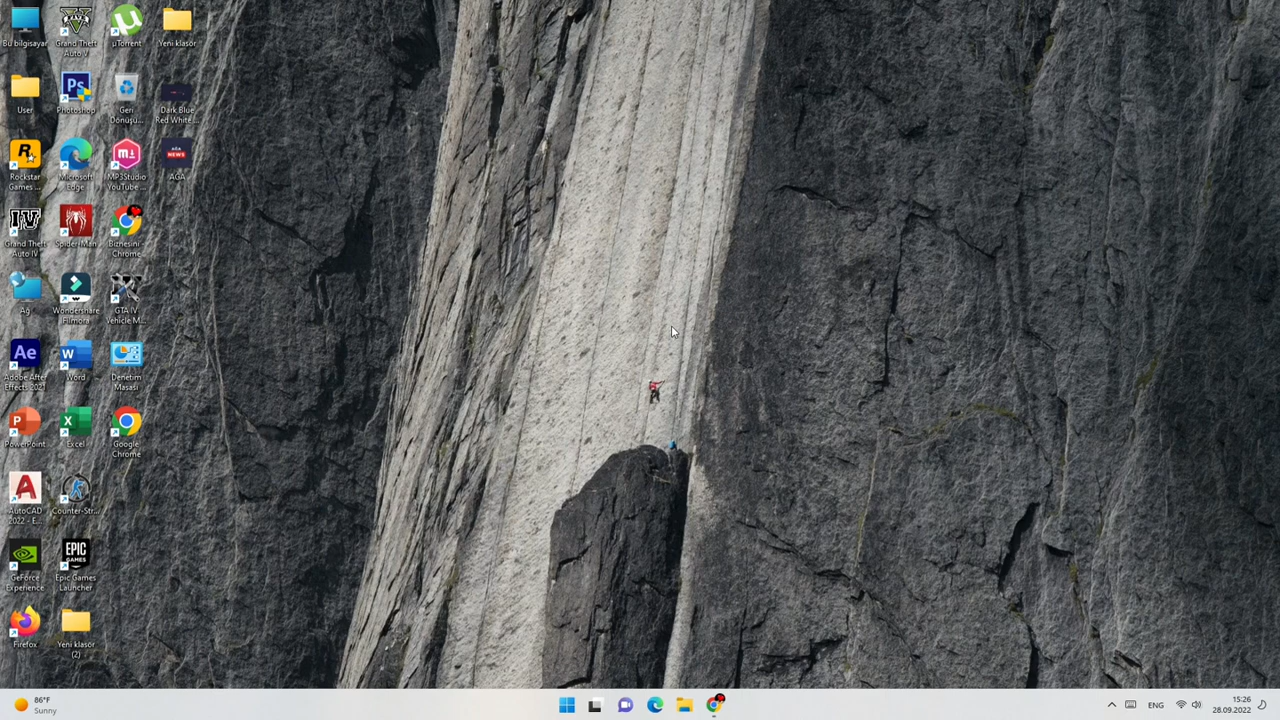 Bu bilgisayar
Grand Theft
Auto V
µTorrent
Yeni klasör
User
Photoshop
Geri
Dönüşü...
Dark Blue
Red White...
Rockstar
Games ...
Microsoft
Edge
MP3Studio
YouTube ...
AGA
Grand Theft
Auto IV
Spider-Man
Biznesini -
Chrome
Ağ
Wondershare
Filmora
GTA IV
Vehicle M...
Adobe After
Effects 2021
Word
Denetim
Masası
PowerPoint
Excel
Google
Chrome
AutoCAD
2022 - E...
Counter-Str...
GeForce
Experience
Epic Games
Launcher
Firefox
Yeni klasör
(2)
86°F
Sunny
ENG
15:26
28.09.2022